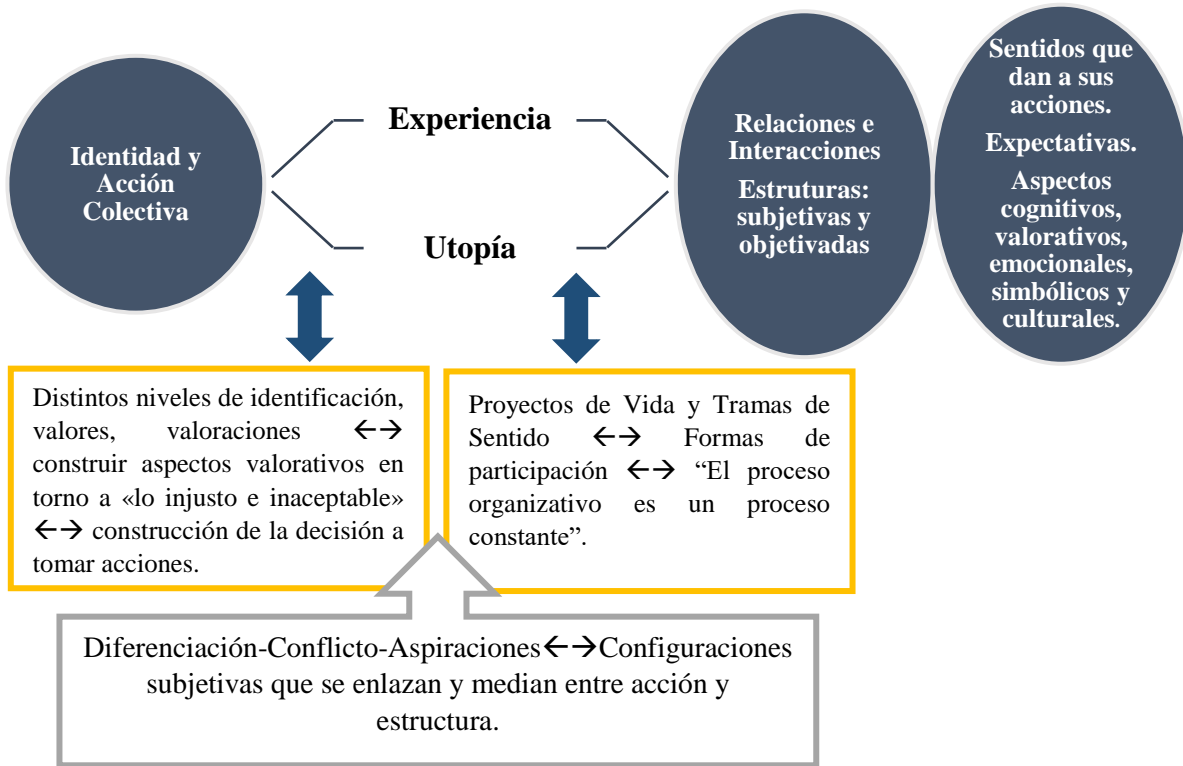 Identidad y
Acción
Colectiva
Experiencia
Utopía
Relaciones e
Interacciones
Estruturas:
subjetivas y
objetivadas
Sentidos que
dan a sus
acciones.
Expectativas.
Aspectos
cognitivos,
valorativos,
emocionales,
simbólicos y
culturales.
Distintos niveles de identificación,
valores, valoraciones ←→
construir aspectos valorativos en
torno a «lo injusto e inaceptable»
←→ construcción de la decisión a
tomar acciones.
Proyectos de Vida y Tramas de
Sentido ←→ Formas de
participación ←→ “El proceso
organizativo es un proceso
constante”.
Diferenciación-Conflicto-Aspiraciones←→Configuraciones
subjetivas que se enlazan y median entre acción y
estructura.